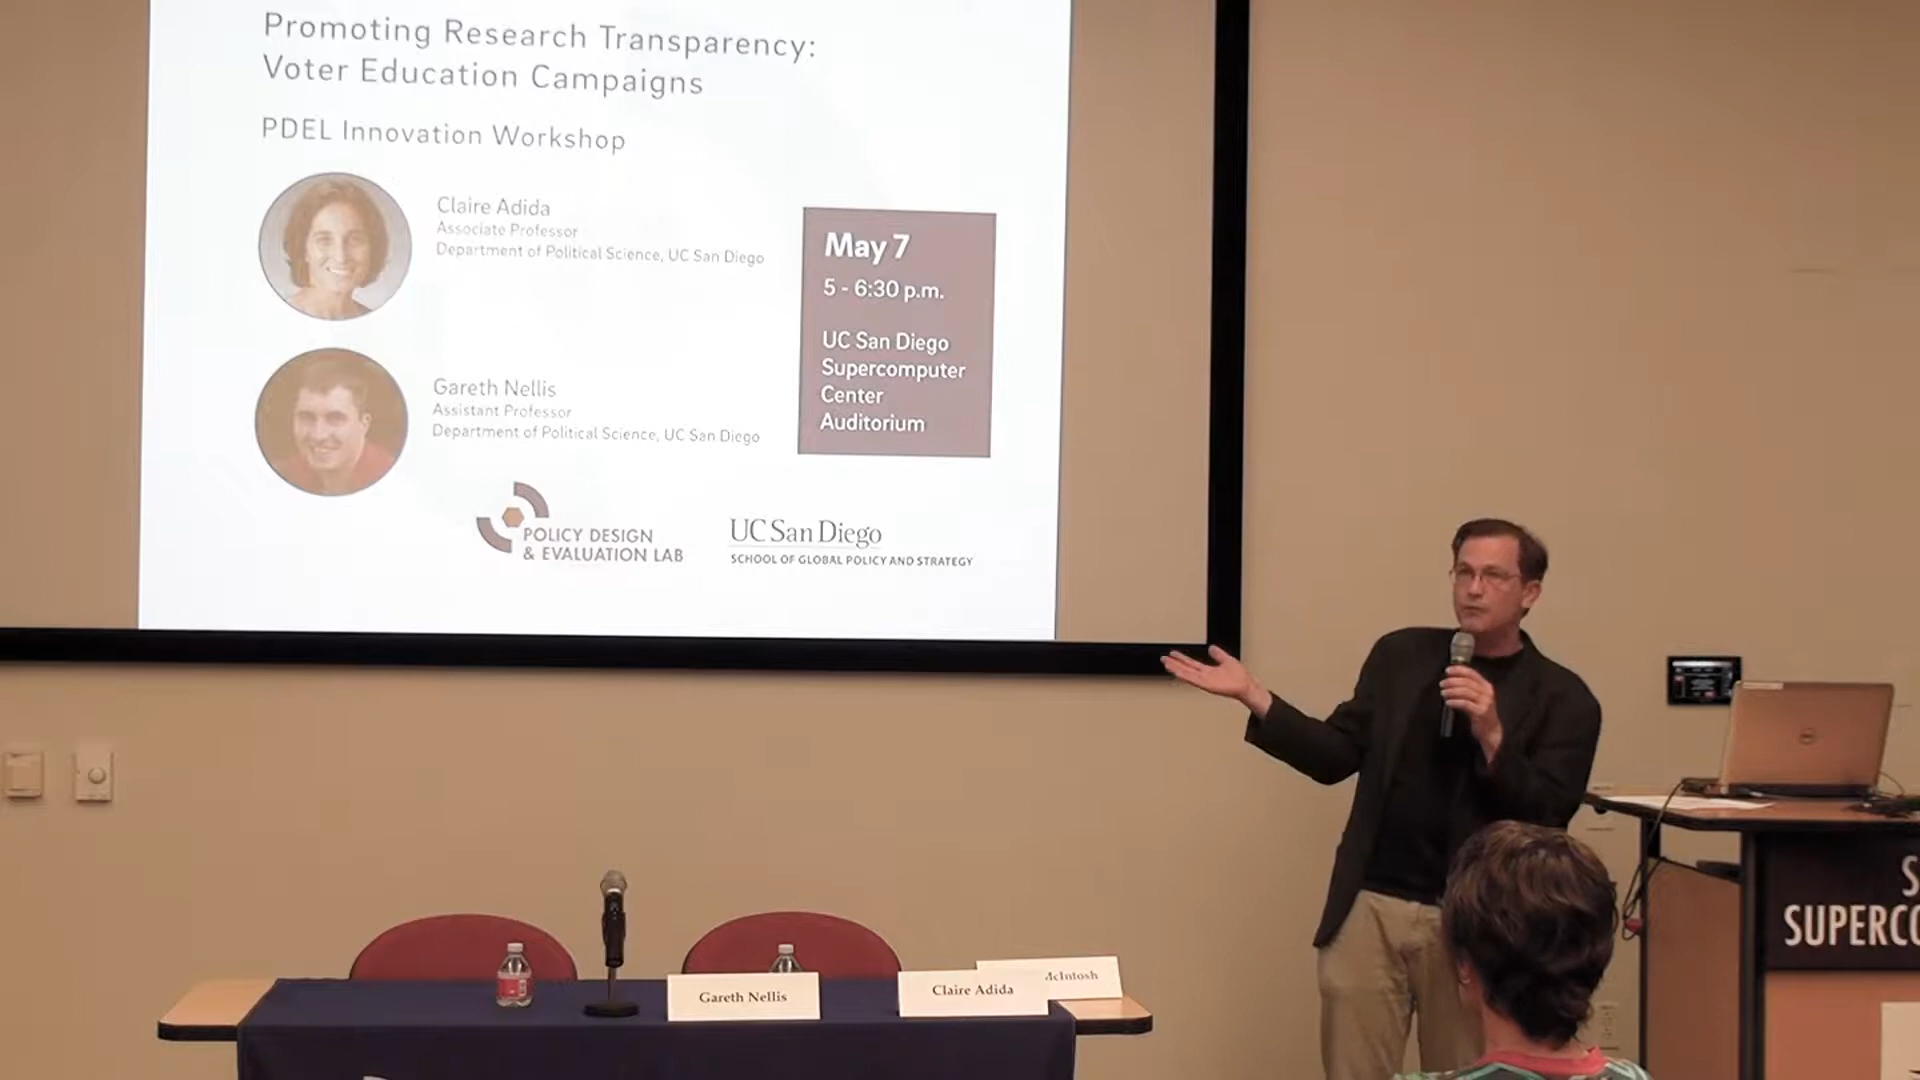 Promoting Research Transparency:
Voter Education Campaigns
PDEL Innovation Workshop
Claire Adida
Associate Professor
Department of Political Science, UC San Diego
Gareth Nellis
Assistant Professor
Department of Political Science, UC San Diego
May 7
5 - 6:30 p.m.
UC San Diego
Supercomputer
Center
Auditorium
POLICY DESIGN
& EVALUATION LAB
UC San Diego
SCHOOL OF GLOBAL POLICY AND STRATEGY
Gareth Nellis
Claire Adida
McIntosh
S
SUPERCO